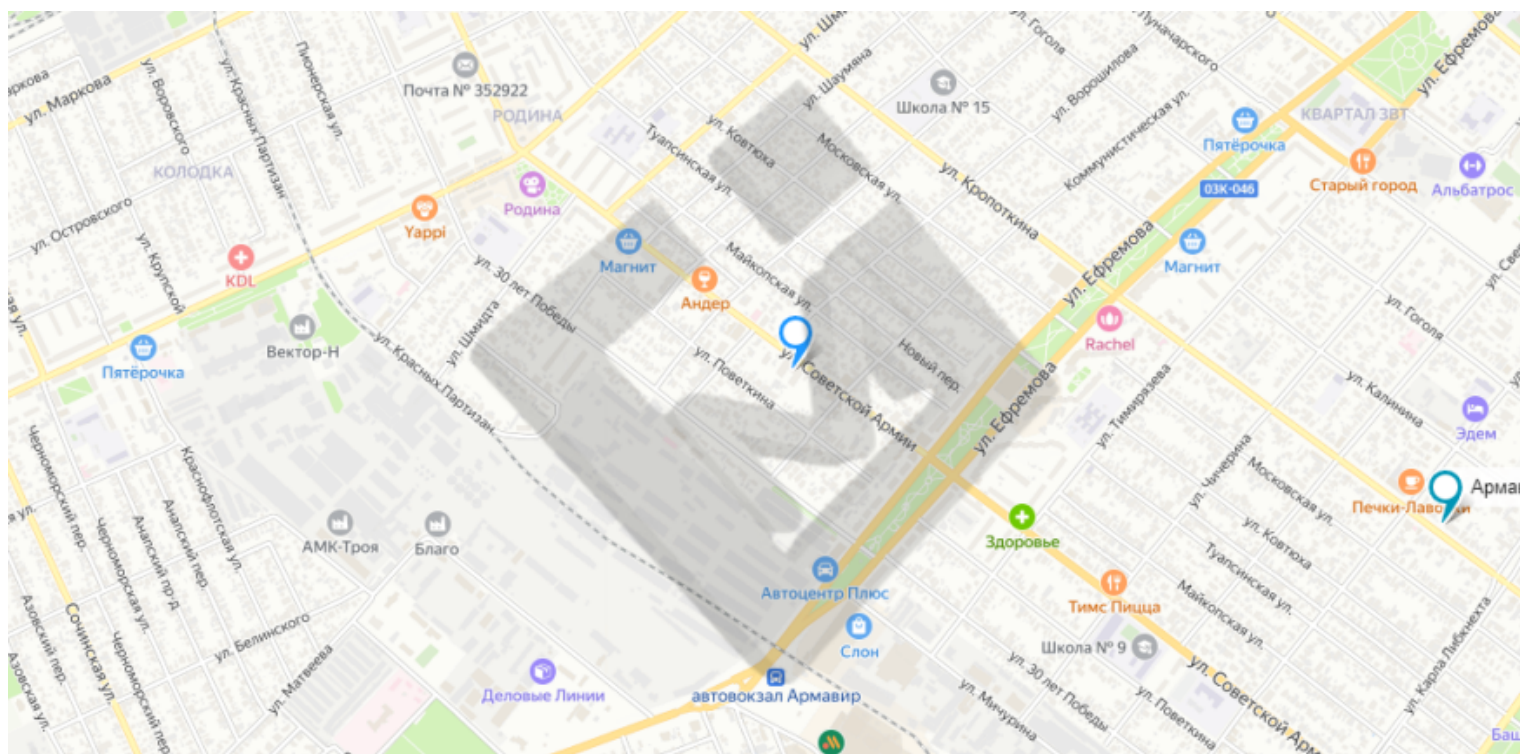 ул. Шмидта
ул. Гоголя
Луначарского
ул. Ефремова
Пионерская ул.
ул. Шаумяна
ул. Ворошилова
Почта № 352922
Школа № 15
ул. Маркова
ул. Воровского
ул. Красных Партизан
РОДИНА
КВАРТАЛ ЗВТ
Пятёрочка
Коммунистическая ул.
Туапсинская ул.
ул. Ковтюха
Московская ул.
ул. Кропоткина
КОЛОДКА
03К-046
Старый город
Альбатрос
ул. Островского
Родина
Yappi
ул. Крупской
KDL
Магнит
Майкопская ул.
ул. Ефремова
Магнит
ул. 30 лет Победы
Андер
ул. Гоголя
ул. Шмидта
Вектор-Н
Rachel
Пятёрочка
ул. Красных Партизан
ул. Поветкина
ул. Советской Армии
Новый пер.
ул. Ефремова
ул. Тимирязева
ул. Калинина
Эдем
Черноморский пер.
Краснофлотская ул.
ул. Чичерина
Московская ул.
Печки-Лавочки
Арма
Анапский пер.
АМК-Троя
Благо
Здоровье
ул. Ковтюха
Черноморская ул.
Анапский пр-д
Туапсинская ул.
Автоцентр Плюс
Тимс Пицца
Майкопская ул.
Азовский пер.
Сочинская ул.
ул. Белинского
Слон
Школа № 9
ул. Карла Либкнехта
Азовская ул.
Черноморский пер.
ул. Матвеева
Деловые Линии
автовокзал Армавир
ул. Мичурина
ул. 30 лет Победы
ул. Поветкина
ул. Советской Арм
Баш